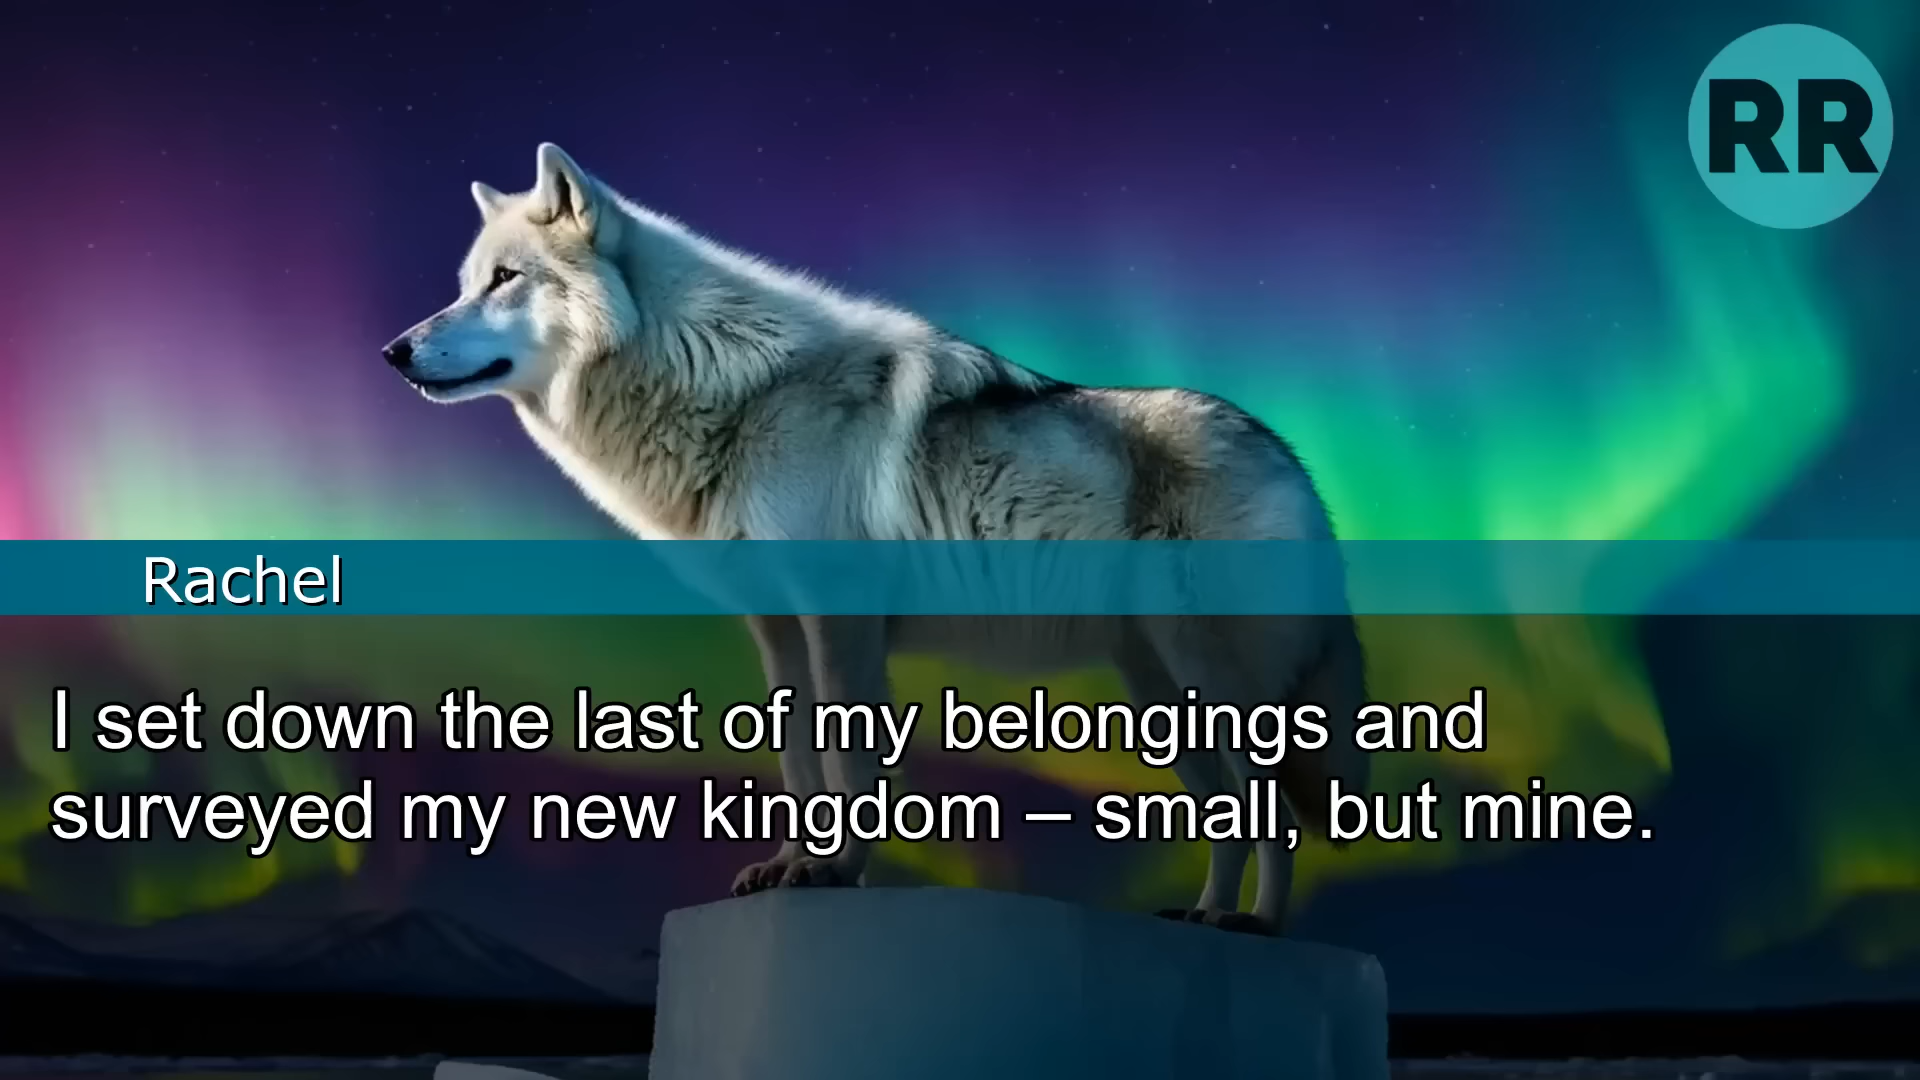 RR
Rachel
I set down the last of my belongings and
surveyed my new kingdom – small, but mine.